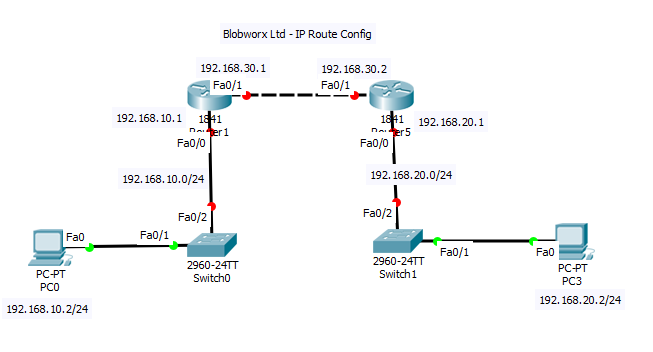 Blobworx Ltd - IP Route Config
192.168.30.1
192.168.30.2
Fa0/1
Fa0/1
1841
1841
192.168.10.1
192.168.20.1
Fa0/0
Fa0/0
192.168.10.0/24
192.168.20.0/24
Fa0/2
Fa0/2
Fa0
Fa0/1
Fa0/1
Fa0
PC-PT
PC0
2960-24TT
Switch0
2960-24TT
Switch1
PC-PT
PC3
192.168.10.2/24
192.168.20.2/24